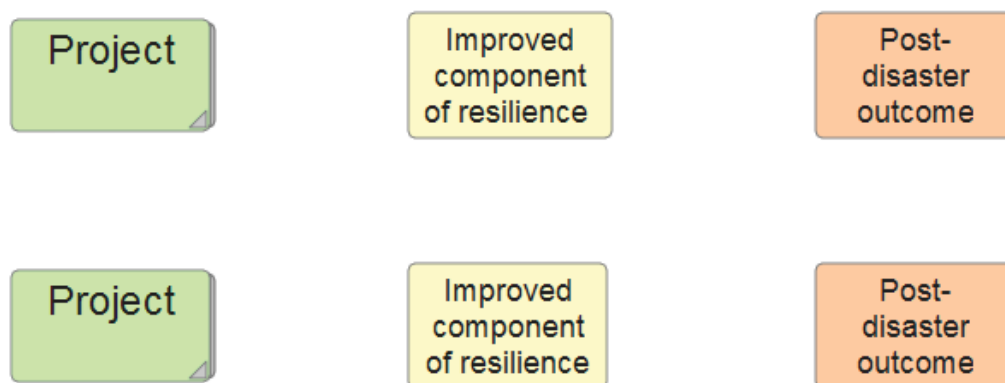 Project
Improved
component
of resilience
Post-
disaster
outcome
Project
Improved
component
of resilience
Post-
disaster
outcome